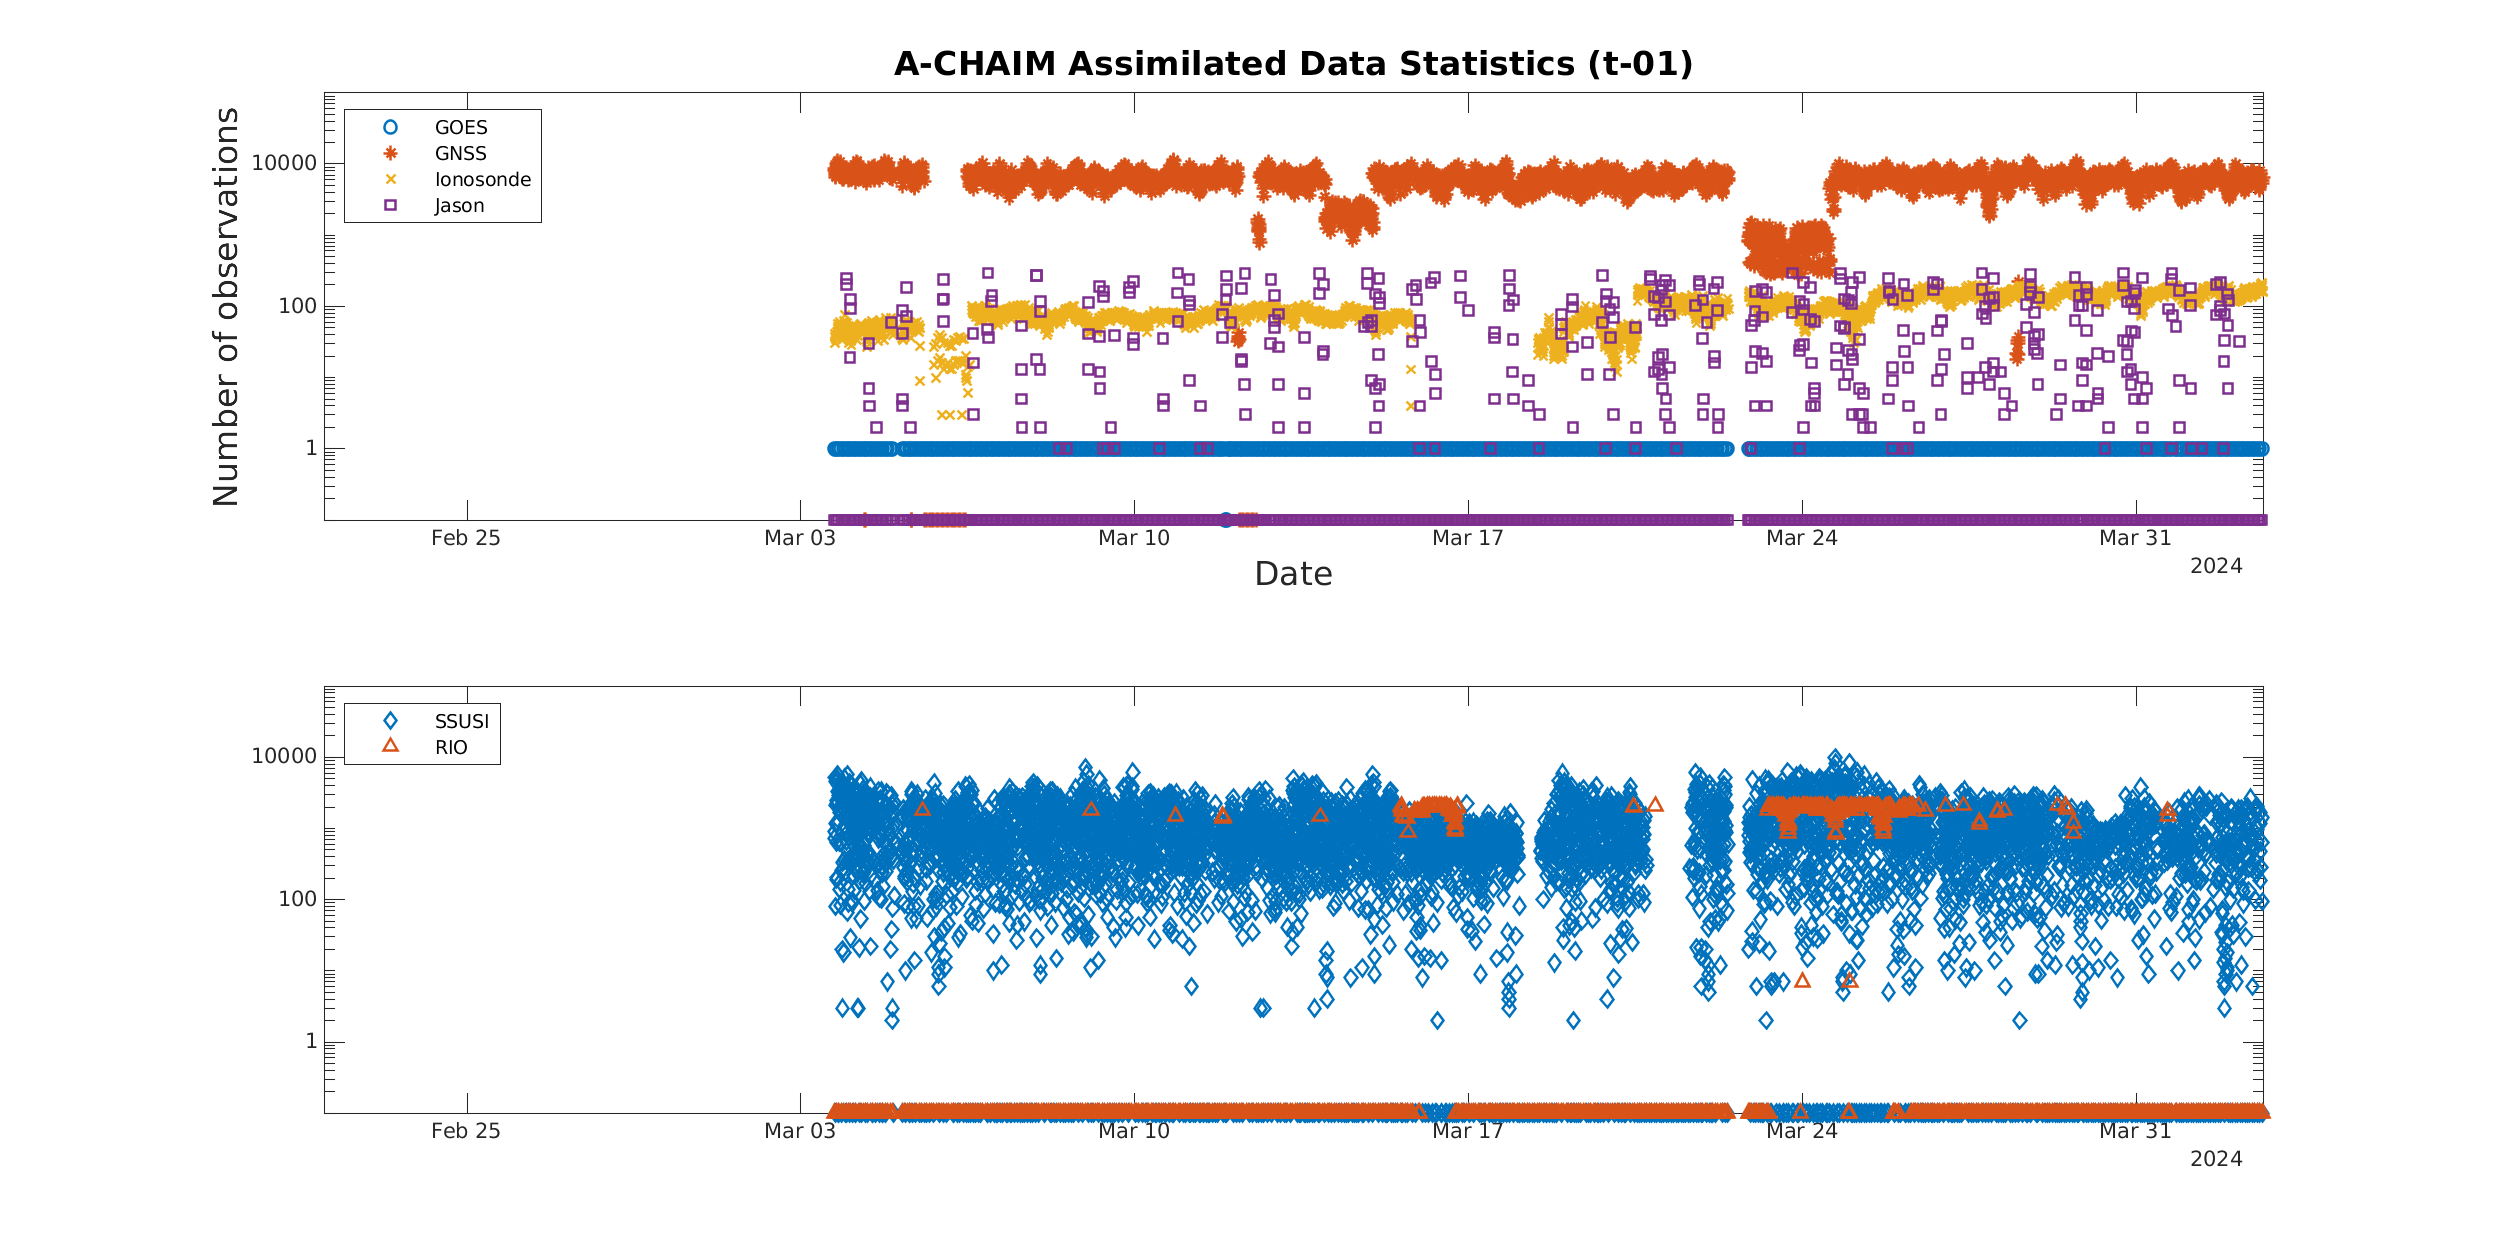 A-CHAIM Assimilated Data Statistics (t-01)
Number of observations
10000
100
1
GOES
GNSS
Ionosonde
Jason
Feb 25
Mar 03
Mar 10
Mar 17
Mar 24
Mar 31
2024
Date
10000
100
1
SSUSI
RIO
Feb 25
Mar 03
Mar 10
Mar 17
Mar 24
Mar 31
2024